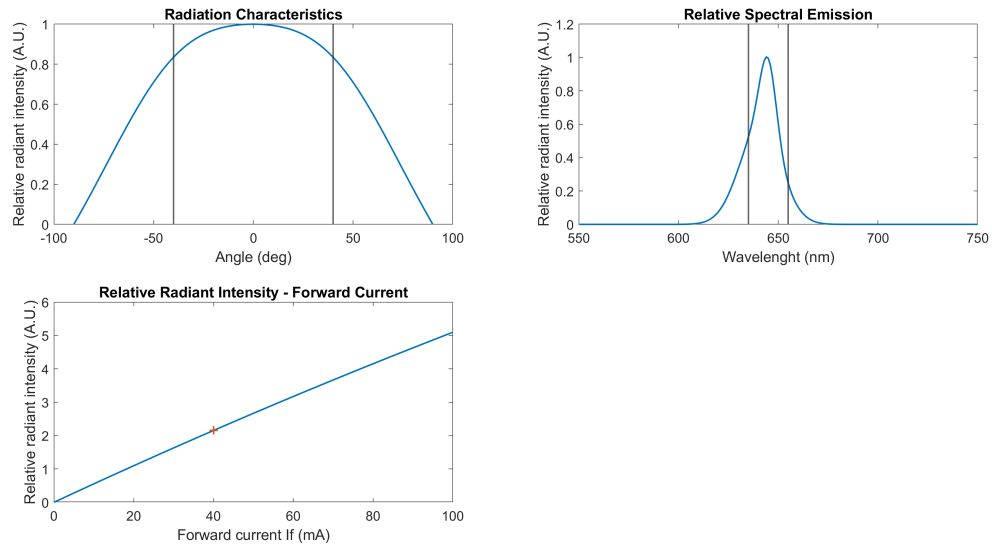 Radiation Characteristics
Relative radiant intensity (A.U.)
1
0.8
0.6
0.4
0.2
0
-100 -50 0 50 100
Angle (deg)
Relative Spectral Emission
Relative radiant intensity (A.U.)
1.2
1
0.8
0.6
0.4
0.2
0
550 600 650 700 750
Wavelenght (nm)
Relative Radiant Intensity - Forward Current
Relative radiant intensity (A.U.)
6
5
4
3
2
1
0
0 20 40 60 80 100
Forward current If (mA)